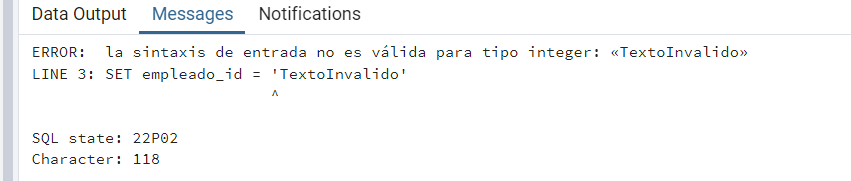 Data Output Messages Notifications
ERROR:  la sintaxis de entrada no es válida para tipo integer: «TextoInvalido»
LINE 3: SET empleado_id = 'TextoInvalido'
^
SQL state: 22P02
Character: 118